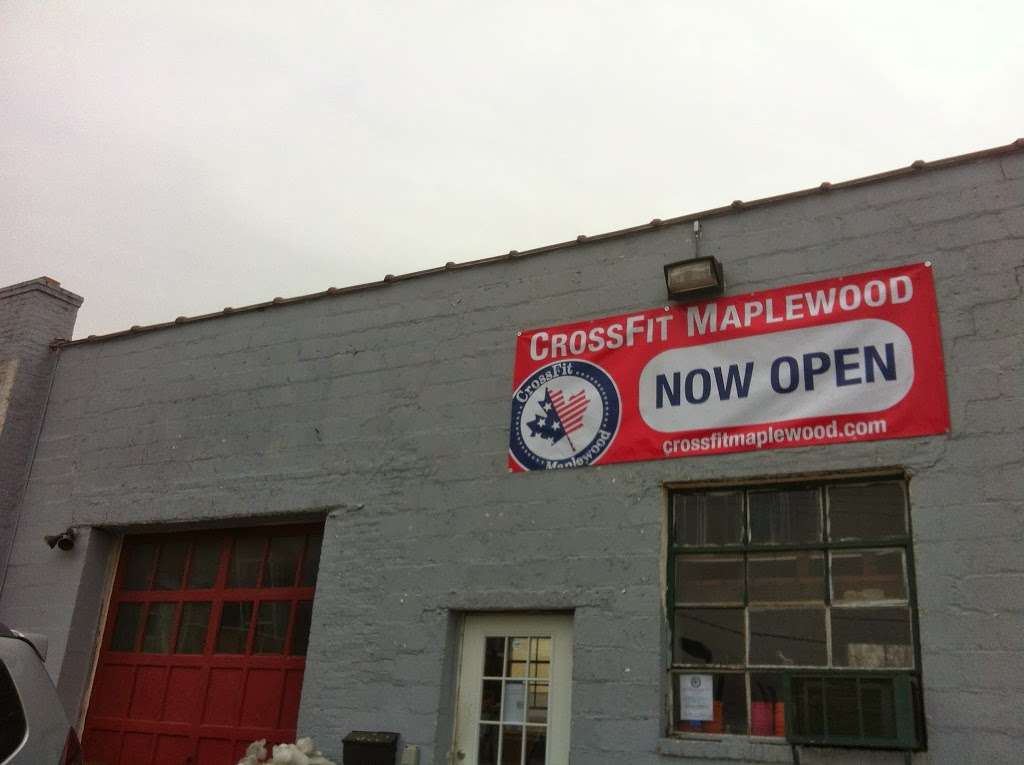 CROSSFIT MAPLEWOOD
NOW OPEN
crossfitmaplewood.com
CrossFit
Maplewood